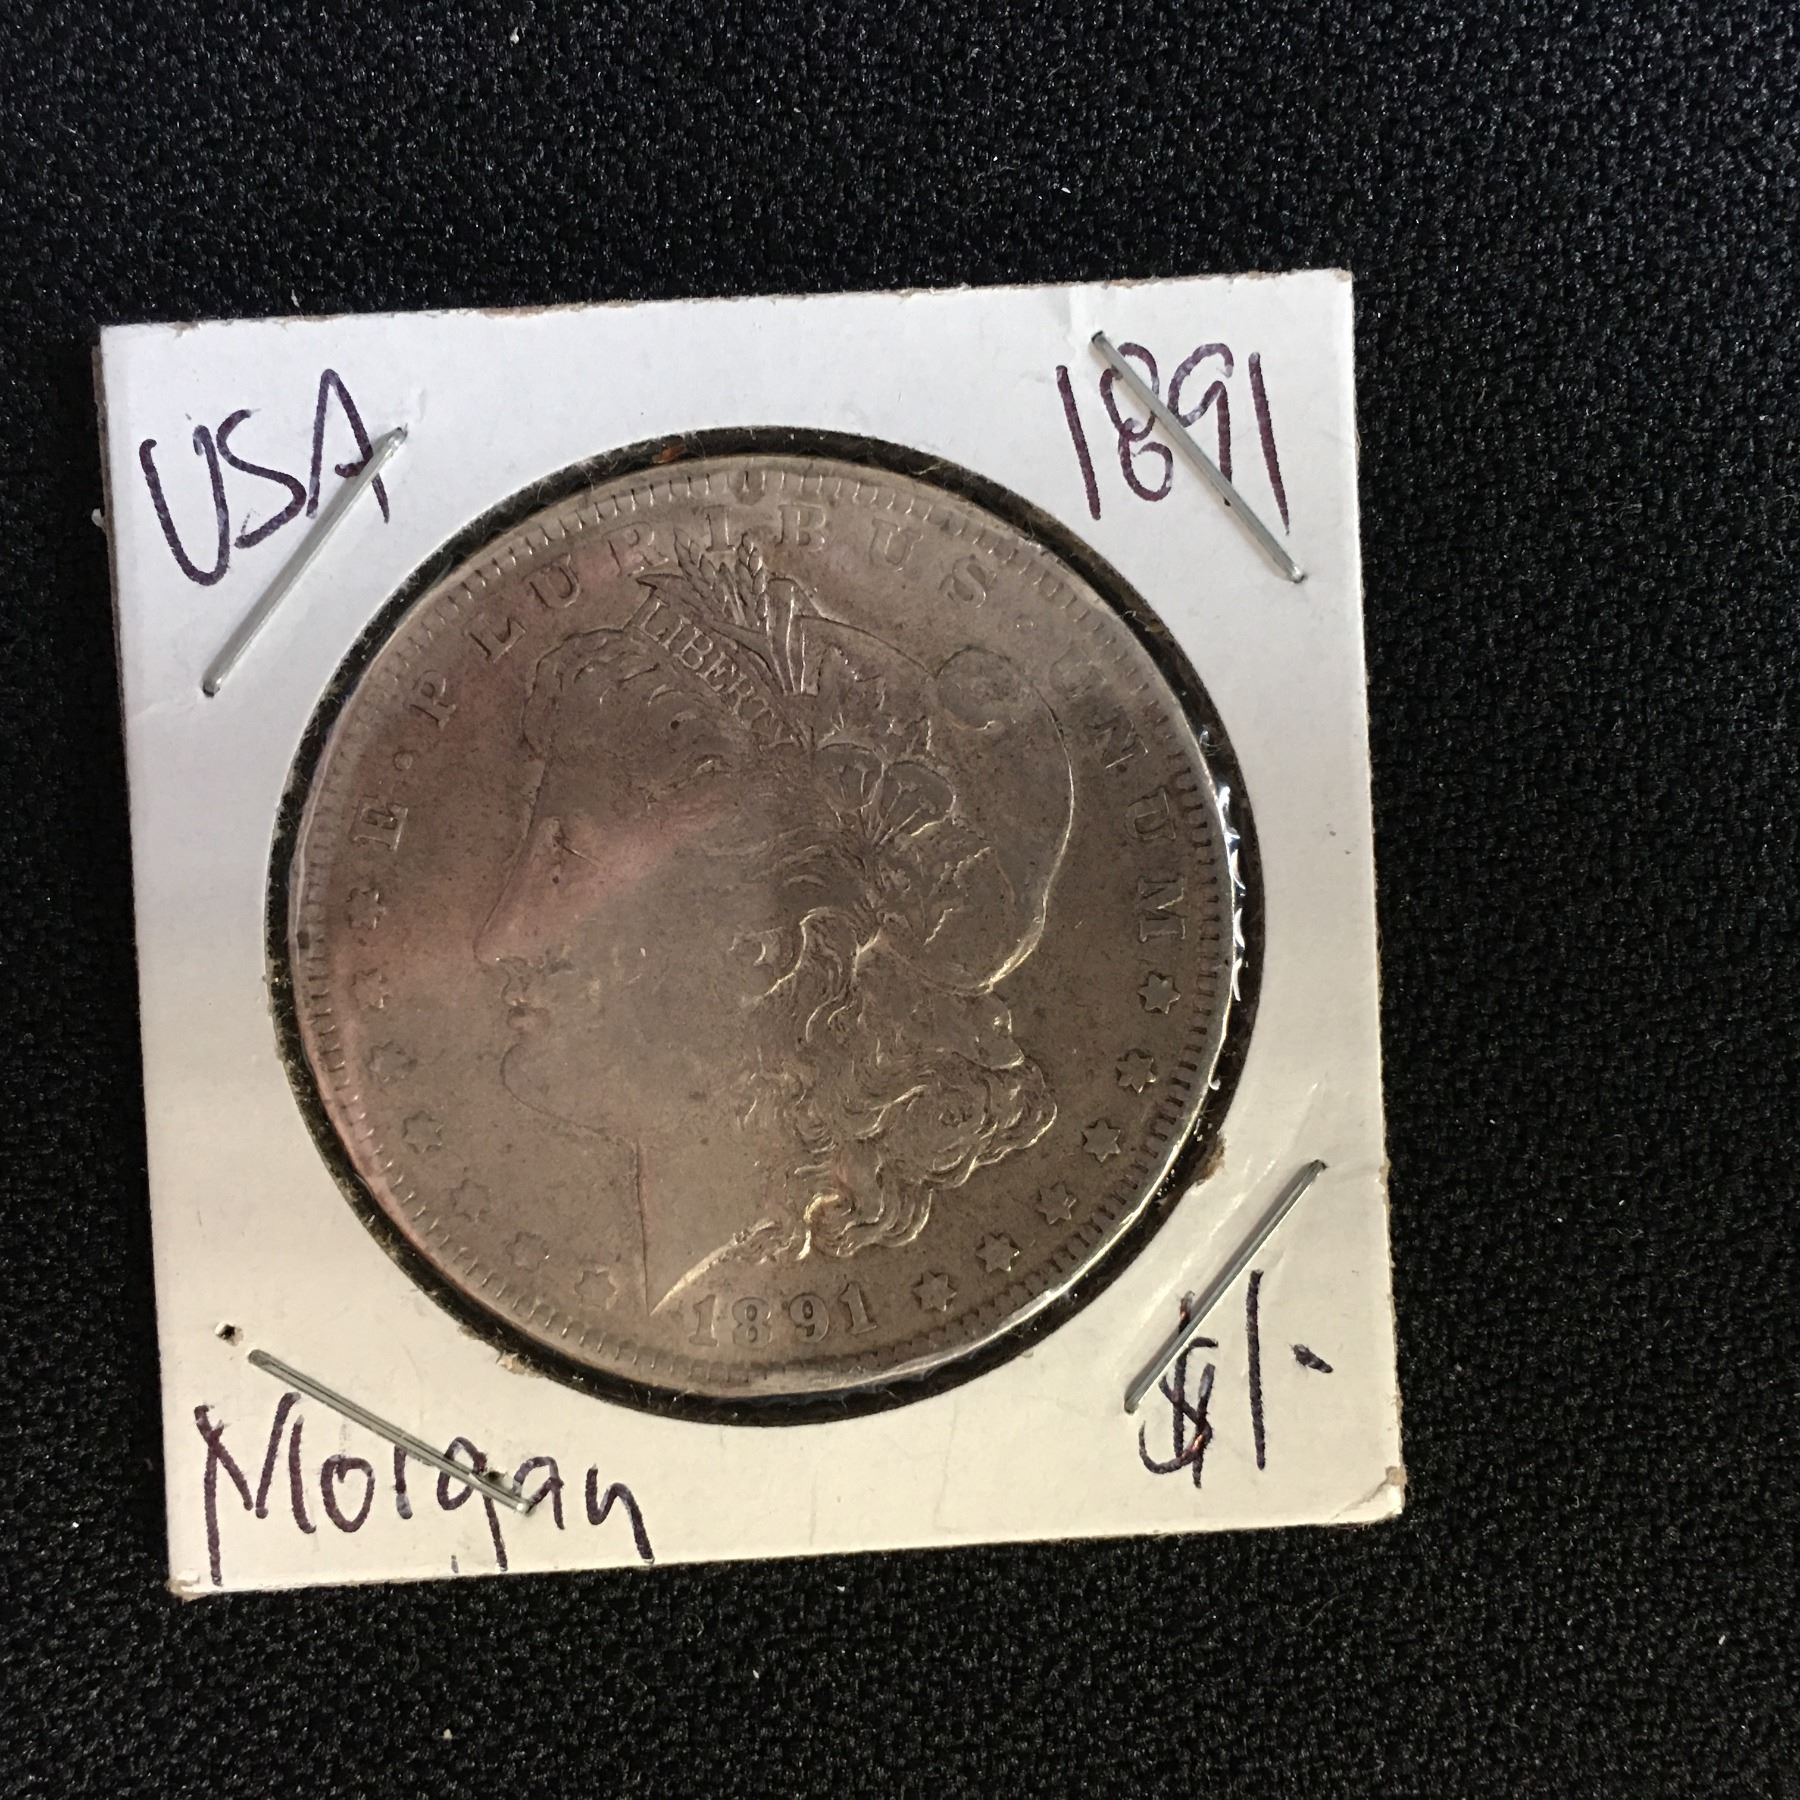 USA
1891
E · PLURIBUS · UNUM
LIBERTY
1891
Morgan
$1.